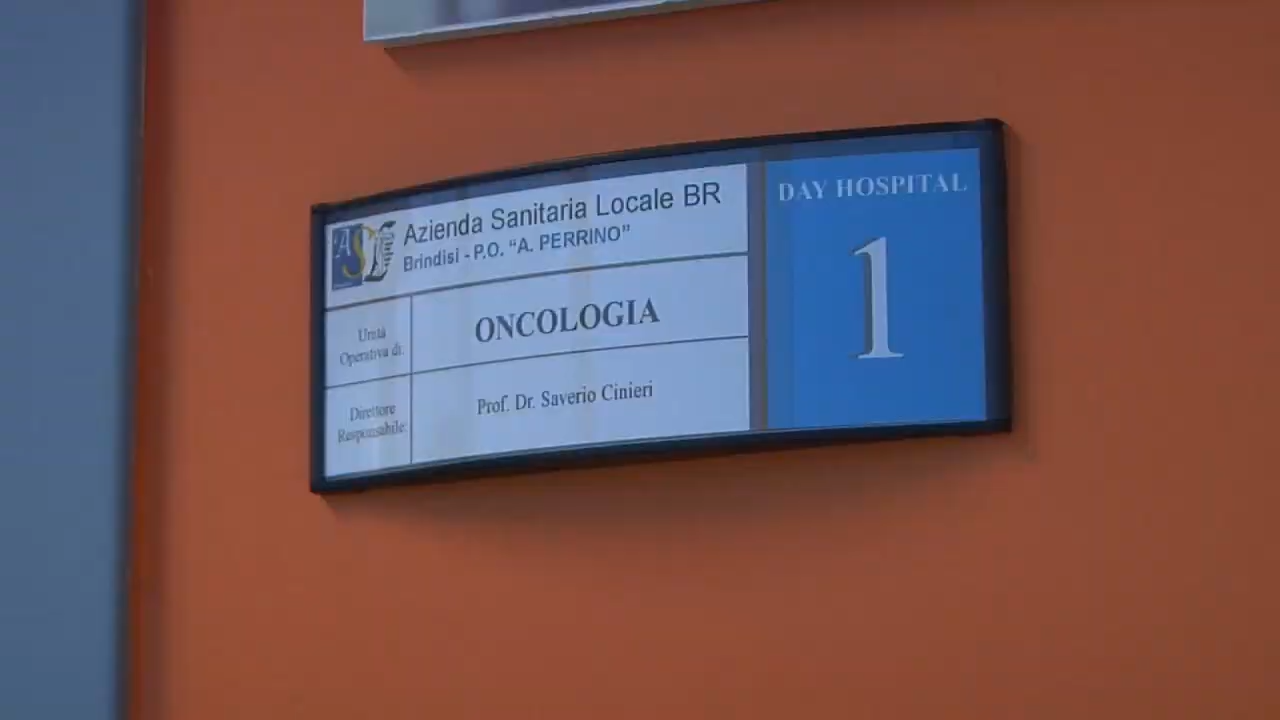 ASL
Azienda Sanitaria Locale BR
Brindisi - P.O. “A. PERRINO”
Unità
Operativa di:
ONCOLOGIA
Direttore
Responsabile:
Prof. Dr. Saverio Cinieri
DAY HOSPITAL
1